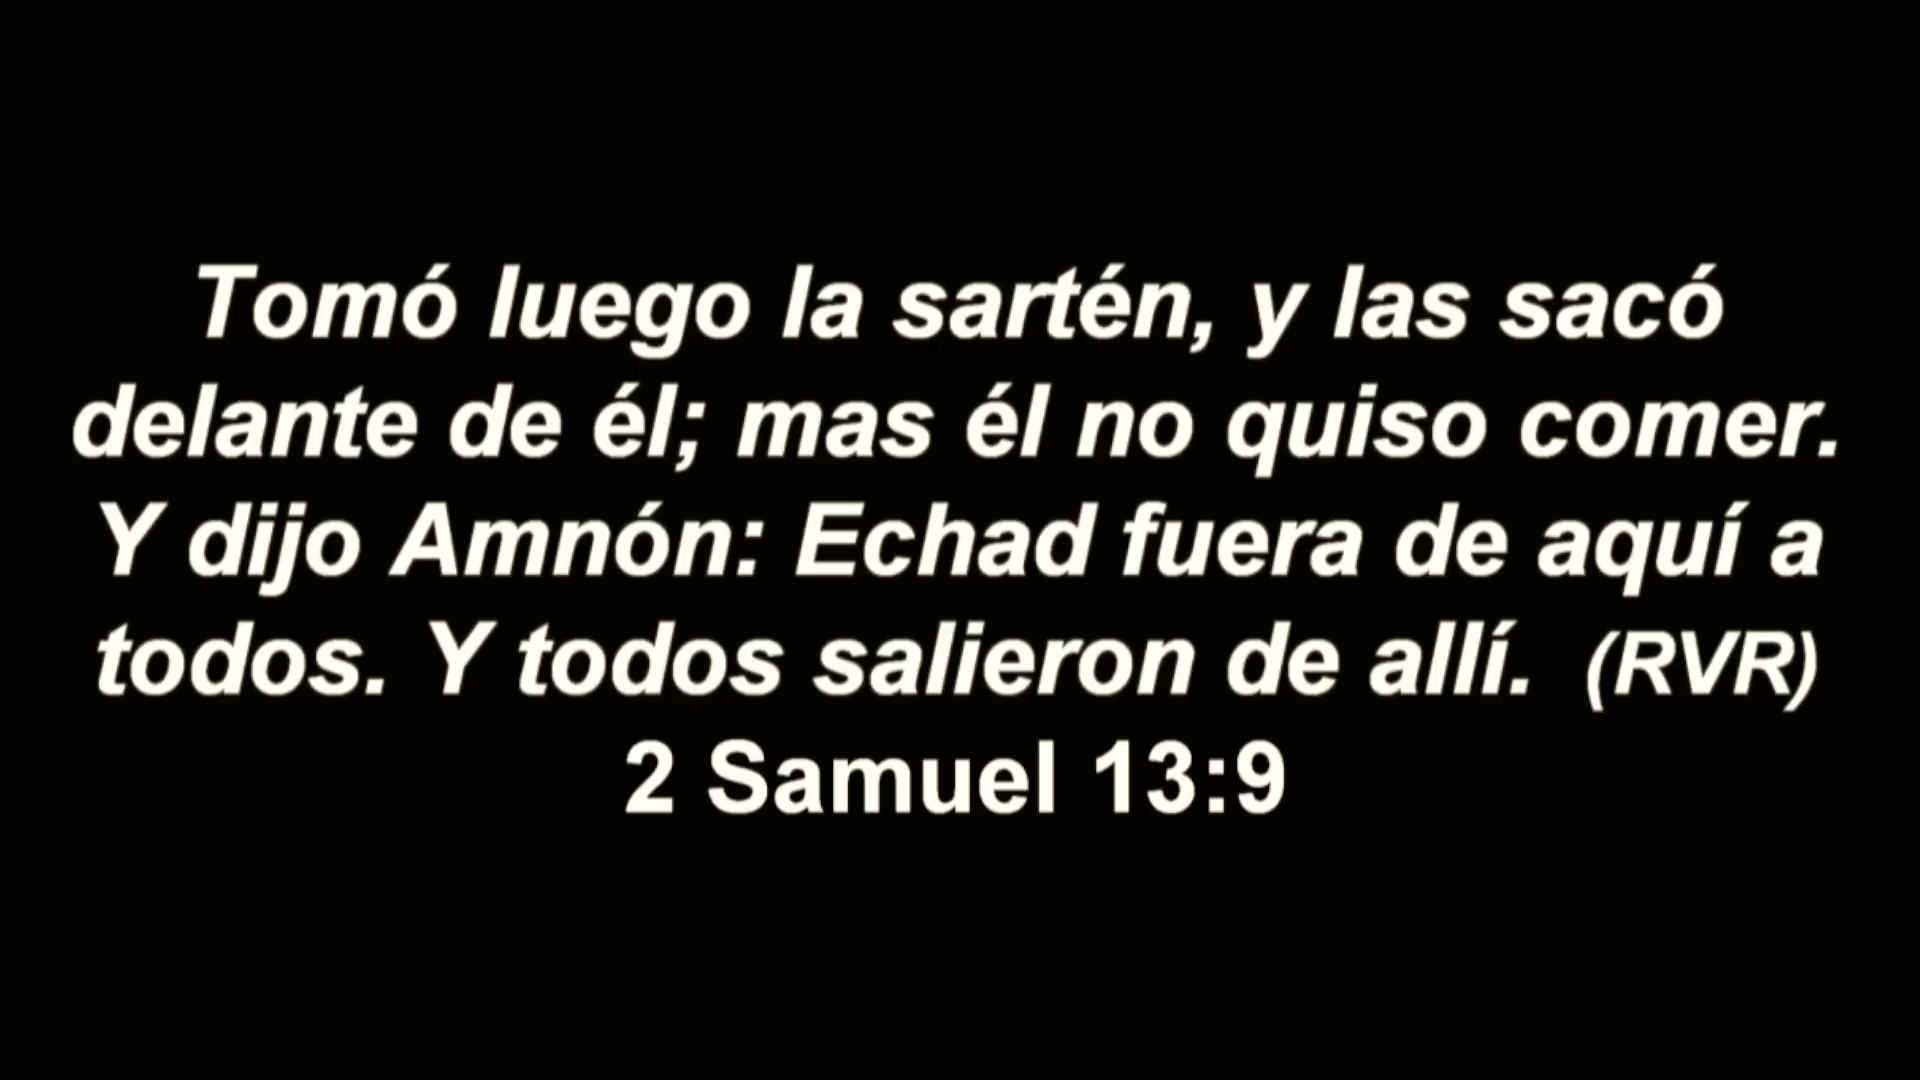 Tomó luego la sartén, y las sacó
delante de él; mas él no quiso comer.
Y dijo Amnón: Echad fuera de aquí a
todos. Y todos salieron de allí. (RVR)
2 Samuel 13:9